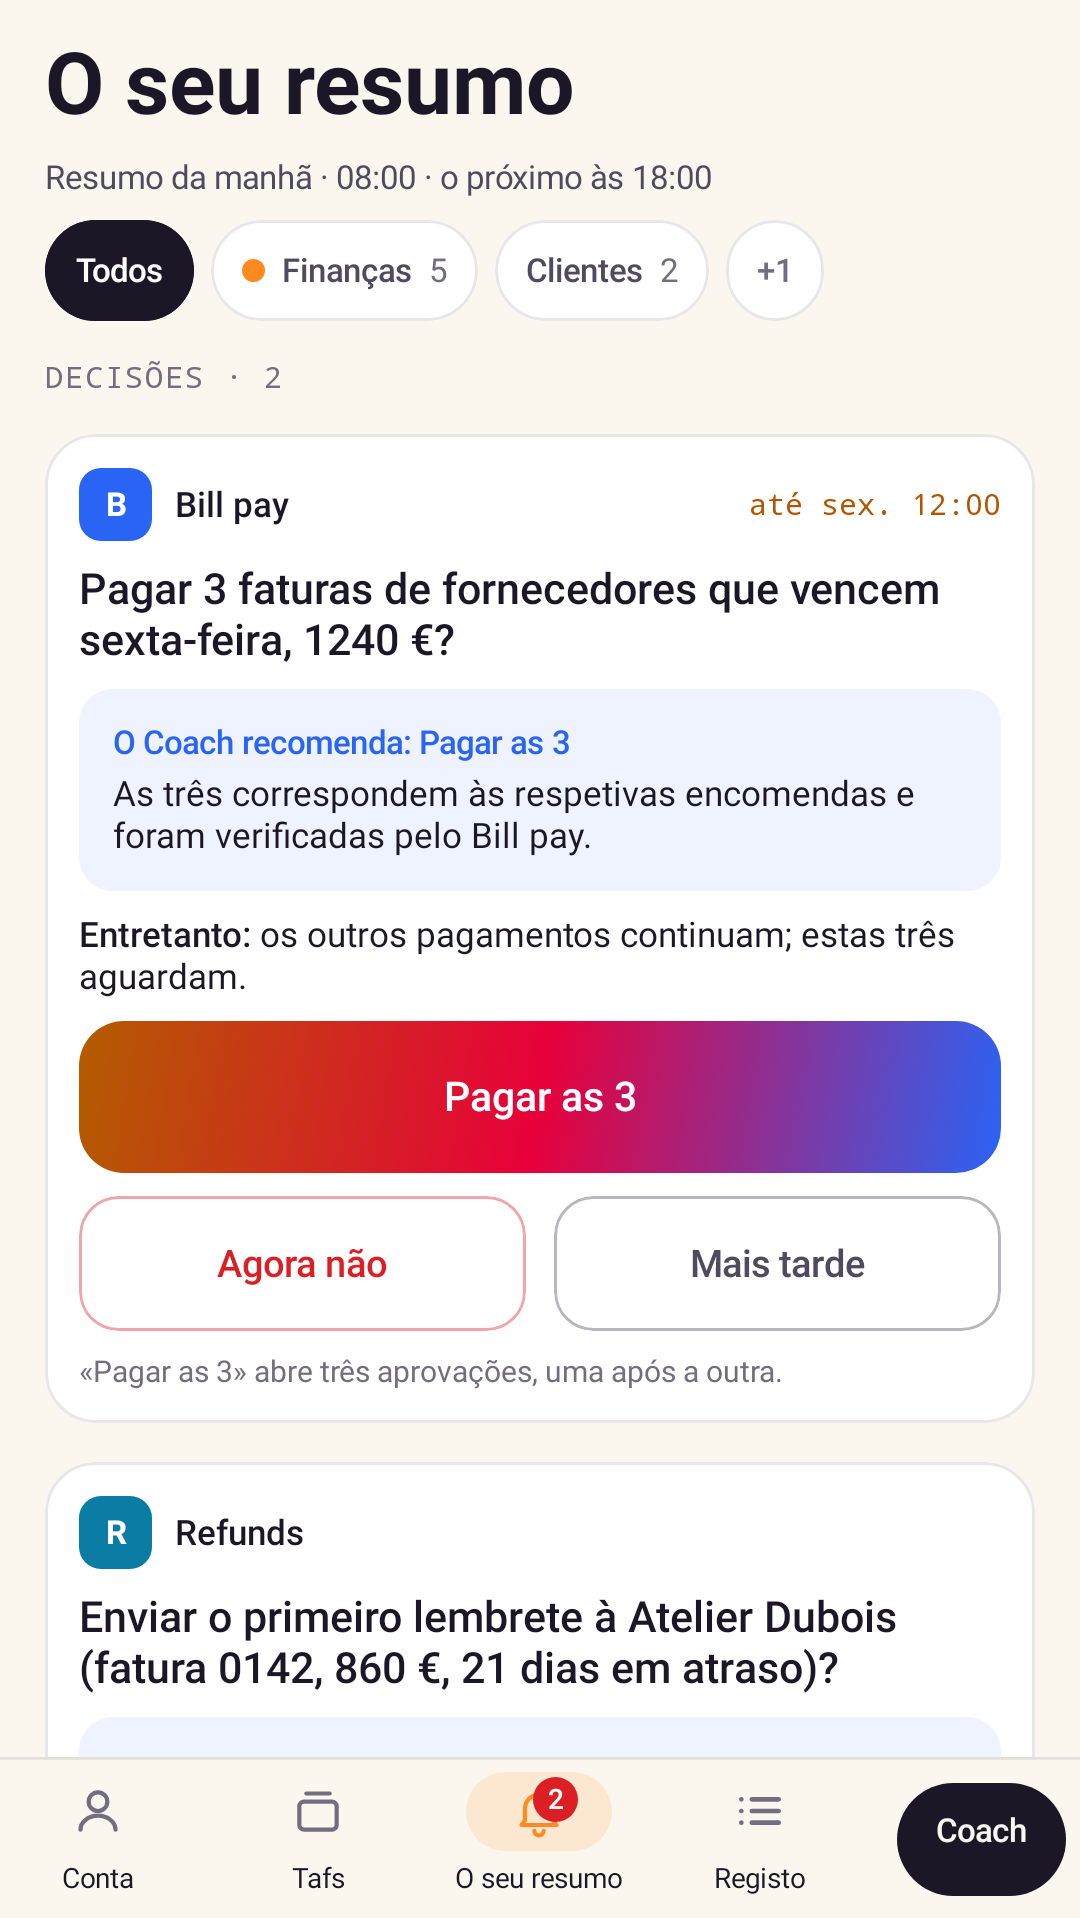 O seu resumo
Resumo da manhã · 08:00 · o próximo às 18:00
Todos
Finanças 5
Clientes 2
+1
DECISÕES · 2
B
Bill pay
até sex. 12:00
Pagar 3 faturas de fornecedores que vencem
sexta-feira, 1240 €?
O Coach recomenda: Pagar as 3
As três correspondem às respetivas encomendas e
foram verificadas pelo Bill pay.
Entretanto: os outros pagamentos continuam; estas três
aguardam.
Pagar as 3
Agora não
Mais tarde
«Pagar as 3» abre três aprovações, uma após a outra.
R
Refunds
Enviar o primeiro lembrete à Atelier Dubois
(fatura 0142, 860 €, 21 dias em atraso)?
Conta
Tafs
2
O seu resumo
Registo
Coach